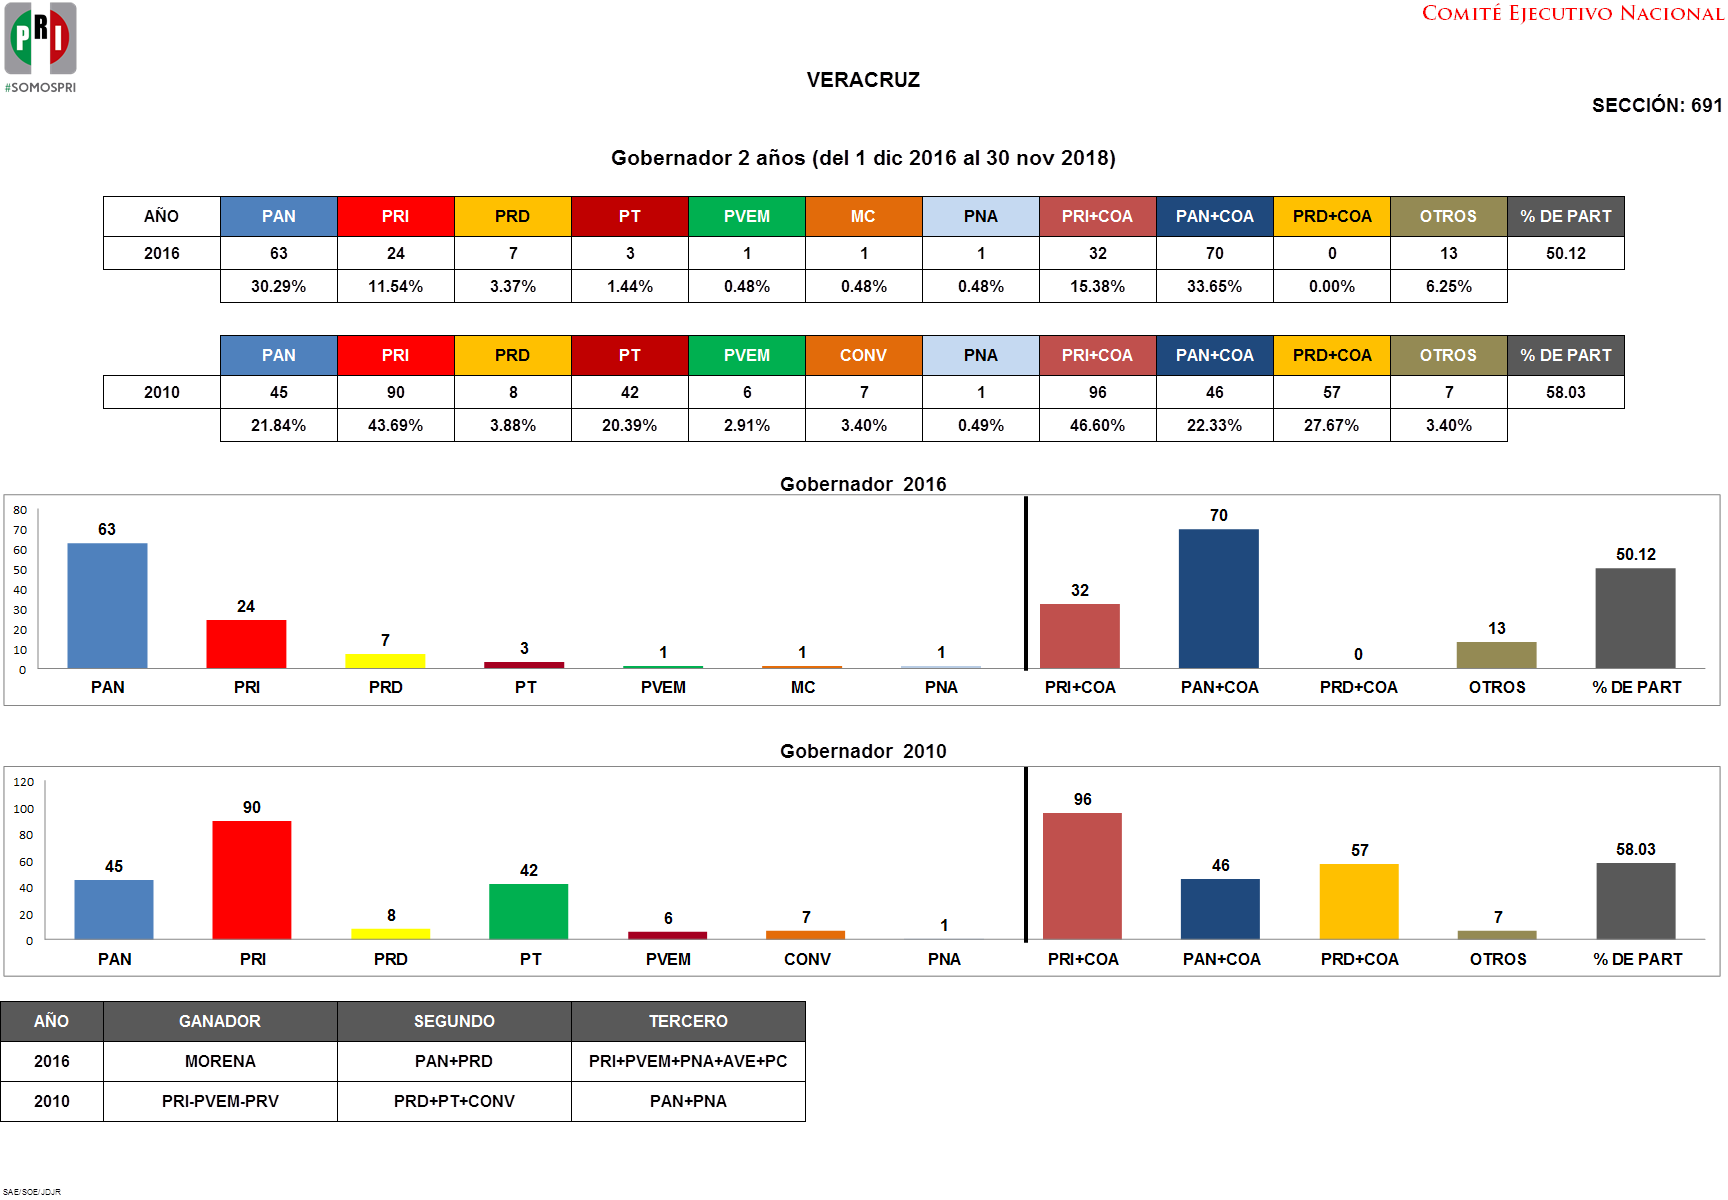 PRI
#SOMOSPRI
COMITÉ EJECUTIVO NACIONAL
VERACRUZ
SECCIÓN: 691
Gobernador 2 años (del 1 dic 2016 al 30 nov 2018)
AÑO PAN PRI PRD PT PVEM MC PNA PRI+COA PAN+COA PRD+COA OTROS % DE PART
2016 63 24 7 3 1 1 1 32 70 0 13 50.12
30.29% 11.54% 3.37% 1.44% 0.48% 0.48% 0.48% 15.38% 33.65% 0.00% 6.25%
PAN PRI PRD PT PVEM CONV PNA PRI+COA PAN+COA PRD+COA OTROS % DE PART
2010 45 90 8 42 6 7 1 96 46 57 7 58.03
21.84% 43.69% 3.88% 20.39% 2.91% 3.40% 0.49% 46.60% 22.33% 27.67% 3.40%
Gobernador 2016
80
70
60
50
40
30
20
10
0
63 24 7 3 1 1 1 32 70 0 13 50.12
PAN PRI PRD PT PVEM MC PNA PRI+COA PAN+COA PRD+COA OTROS % DE PART
Gobernador 2010
120
100
80
60
40
20
0
45 90 8 42 6 7 1 96 46 57 7 58.03
PAN PRI PRD PT PVEM CONV PNA PRI+COA PAN+COA PRD+COA OTROS % DE PART
AÑO GANADOR SEGUNDO TERCERO
2016 MORENA PAN+PRD PRI+PVEM+PNA+AVE+PC
2010 PRI-PVEM-PRV PRD+PT+CONV PAN+PNA
SAE/SOE/JDJR